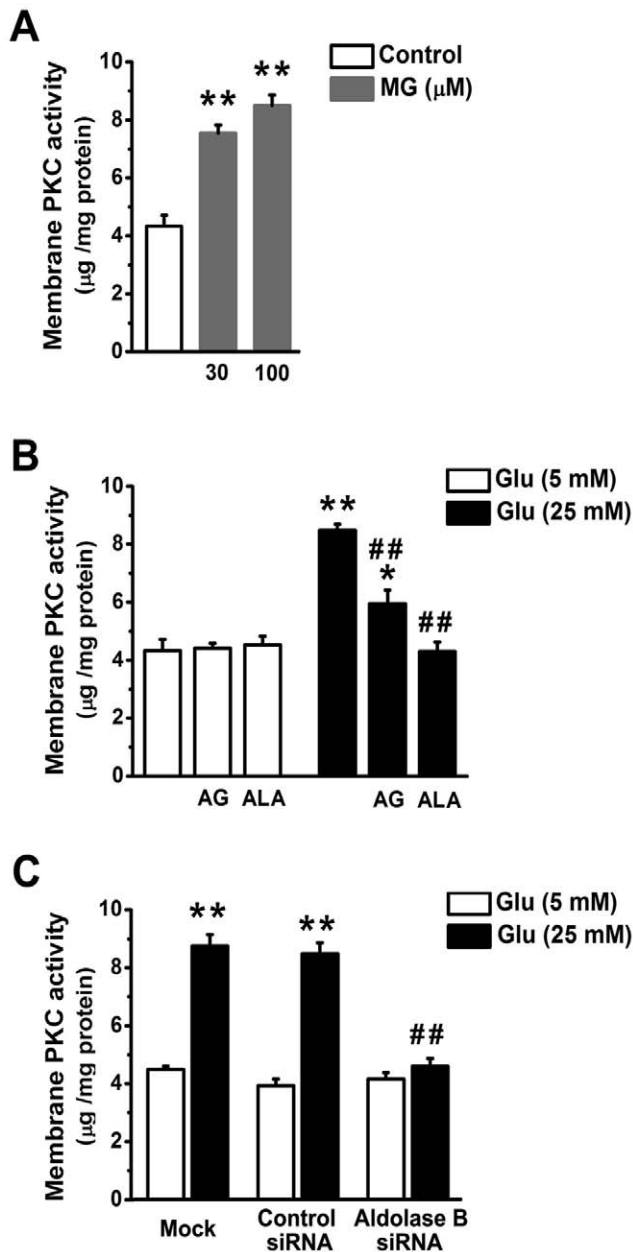 A
Membrane PKC activity
(μg /mg protein)
10
8
6
4
2
0
**
**
30
100
Control
MG (μM)
B
Membrane PKC activity
(μg /mg protein)
10
8
6
4
2
0
**
##
*
##
AG
ALA
AG
ALA
Glu (5 mM)
Glu (25 mM)
C
Membrane PKC activity
(μg /mg protein)
10
8
6
4
2
0
**
**
##
Mock
Control
siRNA
Aldolase B
siRNA
Glu (5 mM)
Glu (25 mM)